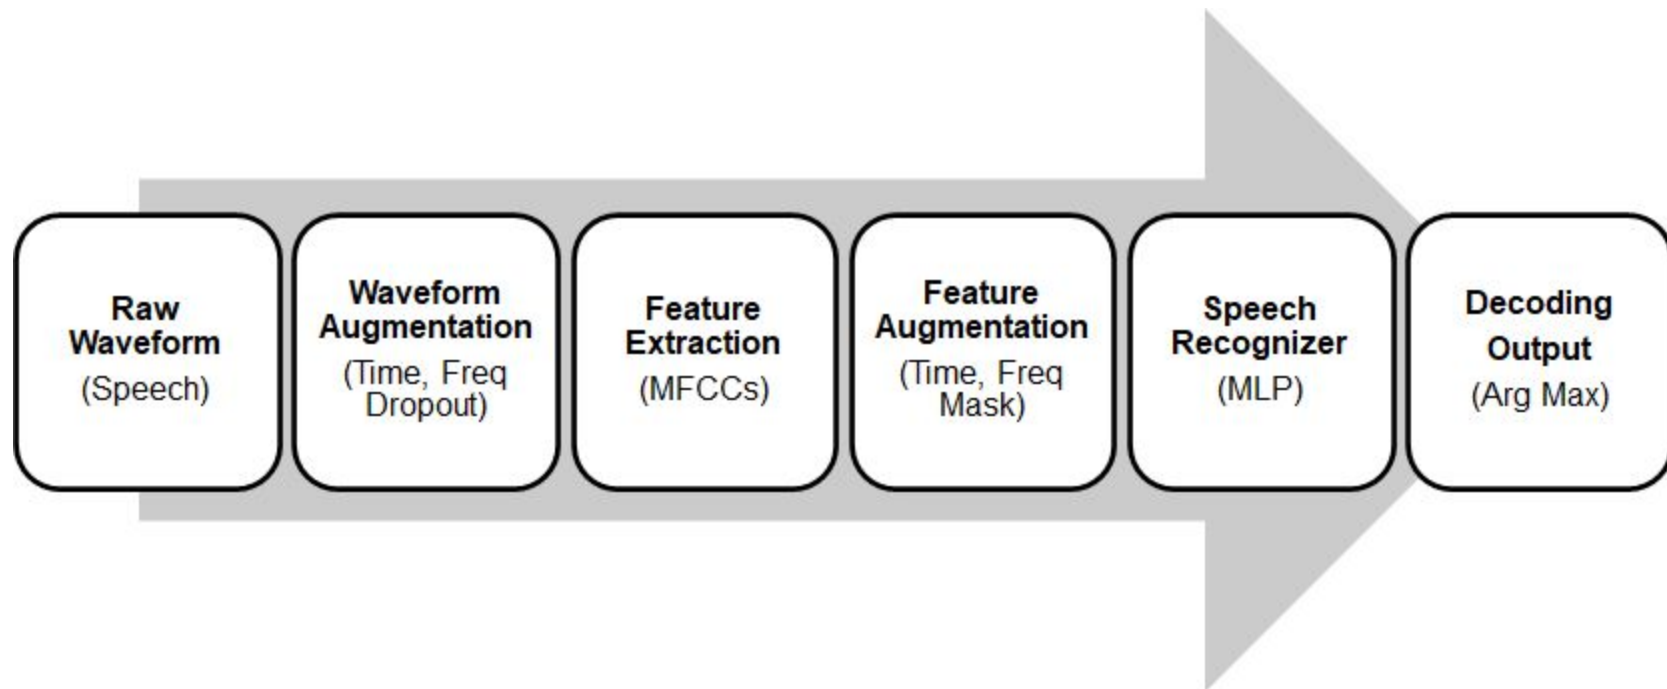 Raw
Waveform
(Speech)
Waveform
Augmentation
(Time, Freq
Dropout)
Feature
Extraction
(MFCCs)
Feature
Augmentation
(Time, Freq
Mask)
Speech
Recognizer
(MLP)
Decoding
Output
(Arg Max)